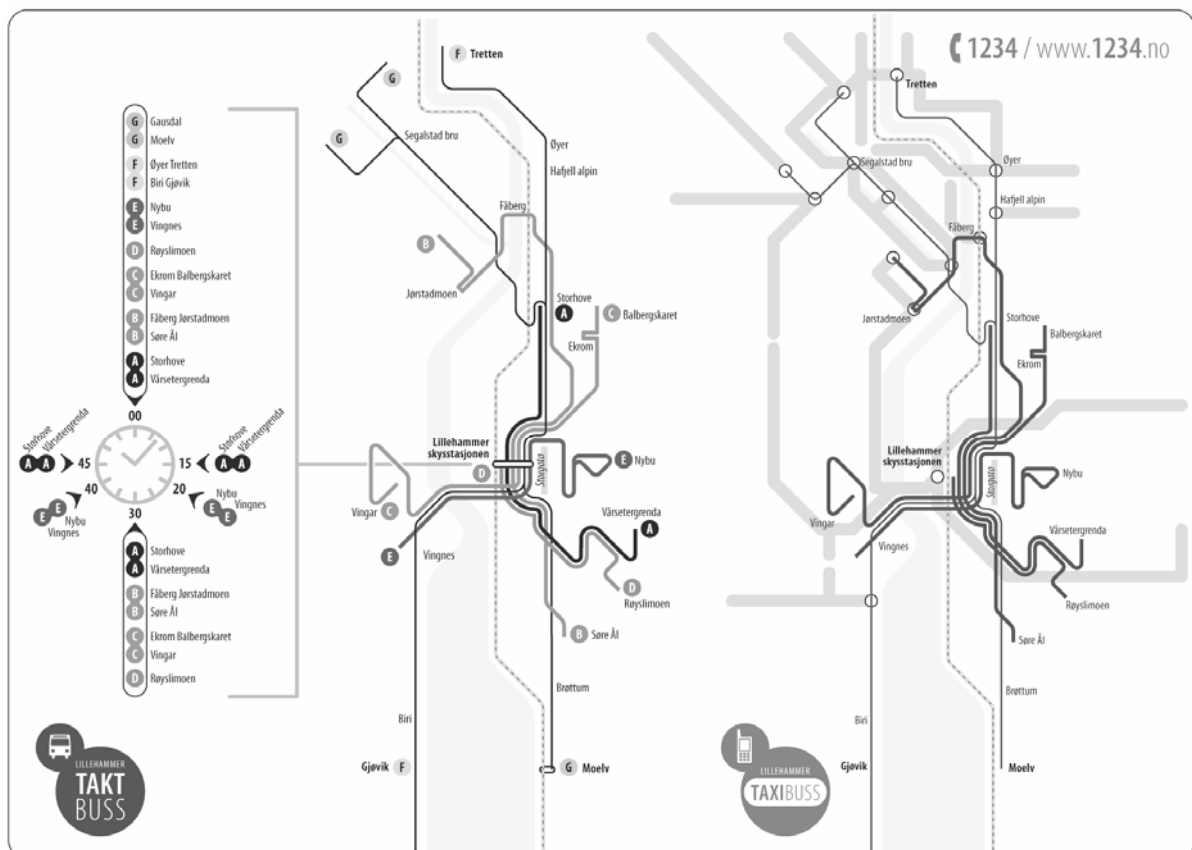 1234 / www.1234.no
G Gausdal
G Moelv
F Øyer Tretten
F Biri Gjøvik
E Nybu
E Vingnes
D Røyslimoen
C Ekrom Balbergskaret
C Vingar
B Fåberg Jørstadmoen
B Søre Ål
A Storhove
A Vårsetergrenda
00
Storhove
Vårsetergrenda
A A
45
15
A A
Storhove
Vårsetergrenda
40
20
E E
Nybu
Vingnes
E E
Nybu
Vingnes
30
A Storhove
A Vårsetergrenda
B Fåberg Jørstadmoen
B Søre Ål
C Ekrom Balbergskaret
C Vingar
D Røyslimoen
LILLEHAMMER
TAKT
BUSS
F Tretten
G
G
Segalstad bru
Øyer
Hafjell alpin
Fåberg
B
Jørstadmoen
Storhove
A
C Balbergskaret
Ekrom
Lillehammer
skysstasjonen
D
Storgata
E Nybu
Vingar C
E
Vingnes
Vårsetergrenda
A
D
Røyslimoen
B Søre Ål
Brøttum
Biri
Gjøvik F
G Moelv
Tretten
Segalstad bru
Øyer
Hafjell alpin
Fåberg
Jørstadmoen
Storhove
Balbergskaret
Ekrom
Lillehammer
skysstasjonen
Storgata
Nybu
Vingar
Vingnes
Vårsetergrenda
Røyslimoen
Søre Ål
Brøttum
Biri
Gjøvik
Moelv
LILLEHAMMER
TAXIBUSS